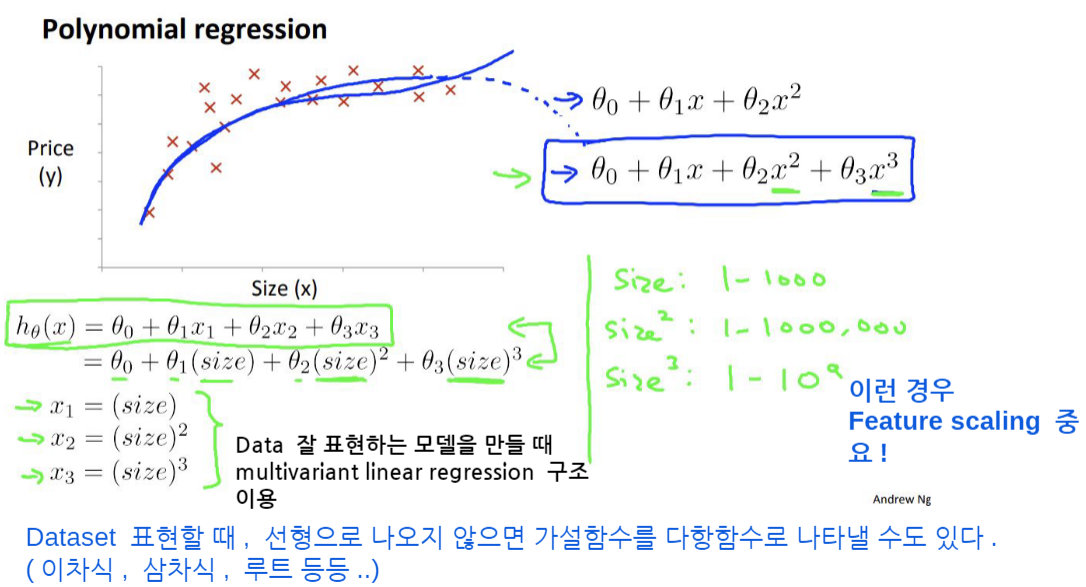 Polynomial regression
Price
(y)
Size (x)
θ₀ + θ₁x + θ₂x²
θ₀ + θ₁x + θ₂x² + θ₃x³
h_θ(x) = θ₀ + θ₁x₁ + θ₂x₂ + θ₃x₃
= θ₀ + θ₁(size) + θ₂(size)² + θ₃(size)³
x₁ = (size)
x₂ = (size)²
x₃ = (size)³
Data 잘 표현하는 모델을 만들 때
multivariant linear regression 구조
이용
Size: 1-1000
Size²: 1-1000,000
Size³: 1-10⁹
이런 경우
Feature scaling 중
요 !
Andrew Ng
Dataset 표현할 때 , 선형으로 나오지 않으면 가설함수를 다항함수로 나타낼 수도 있다 .
( 이차식 , 삼차식 , 루트 등등 ..)